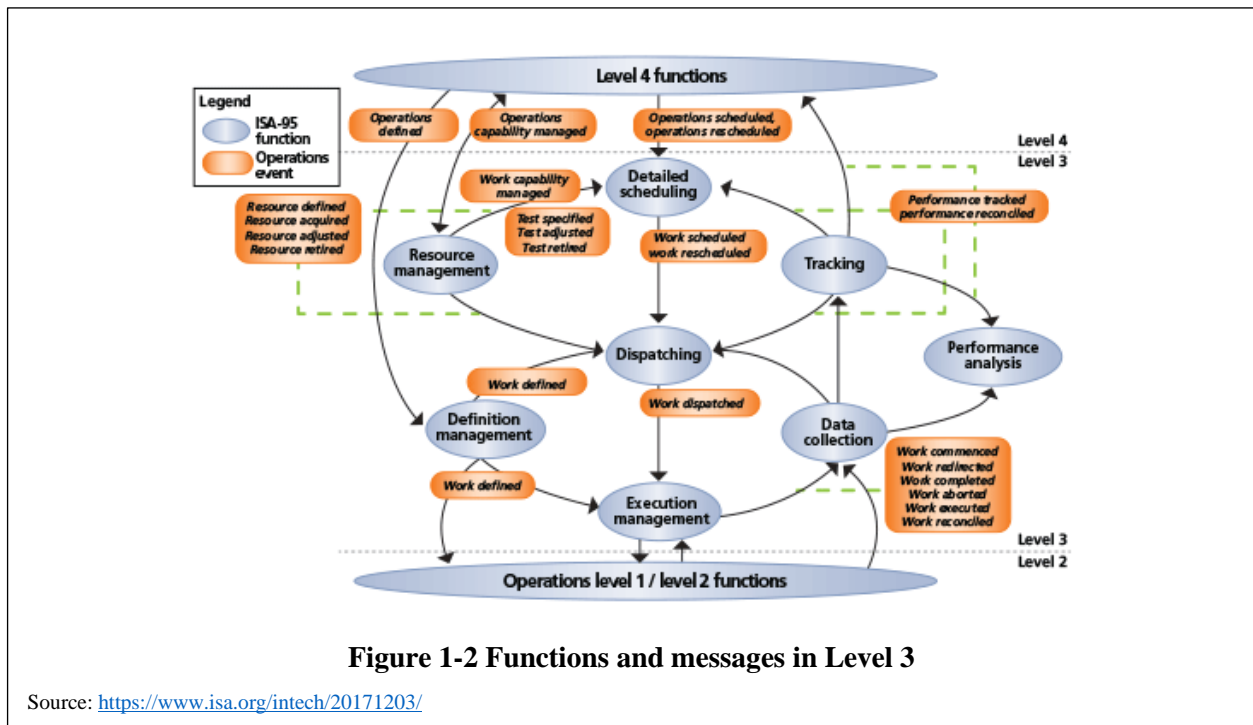 Level 4 functions
Legend
ISA-95
function
Operations
event
Operations
defined
Operations
capability managed
Operations scheduled,
operations rescheduled
Level 4
Level 3
Work capability
managed
Detailed
scheduling
Resource defined
Resource acquired
Resource adjusted
Resource retired
Test specified
Test adjusted
Test retired
Performance tracked
performance reconciled
Resource
management
Work scheduled
work rescheduled
Tracking
Dispatching
Performance
analysis
Work defined
Work dispatched
Definition
management
Data
collection
Work defined
Work commenced
Work redirected
Work completed
Work aborted
Work executed
Work reconciled
Execution
management
Level 3
Level 2
Operations level 1 / level 2 functions
Figure 1-2 Functions and messages in Level 3
Source: https://www.isa.org/intech/20171203/